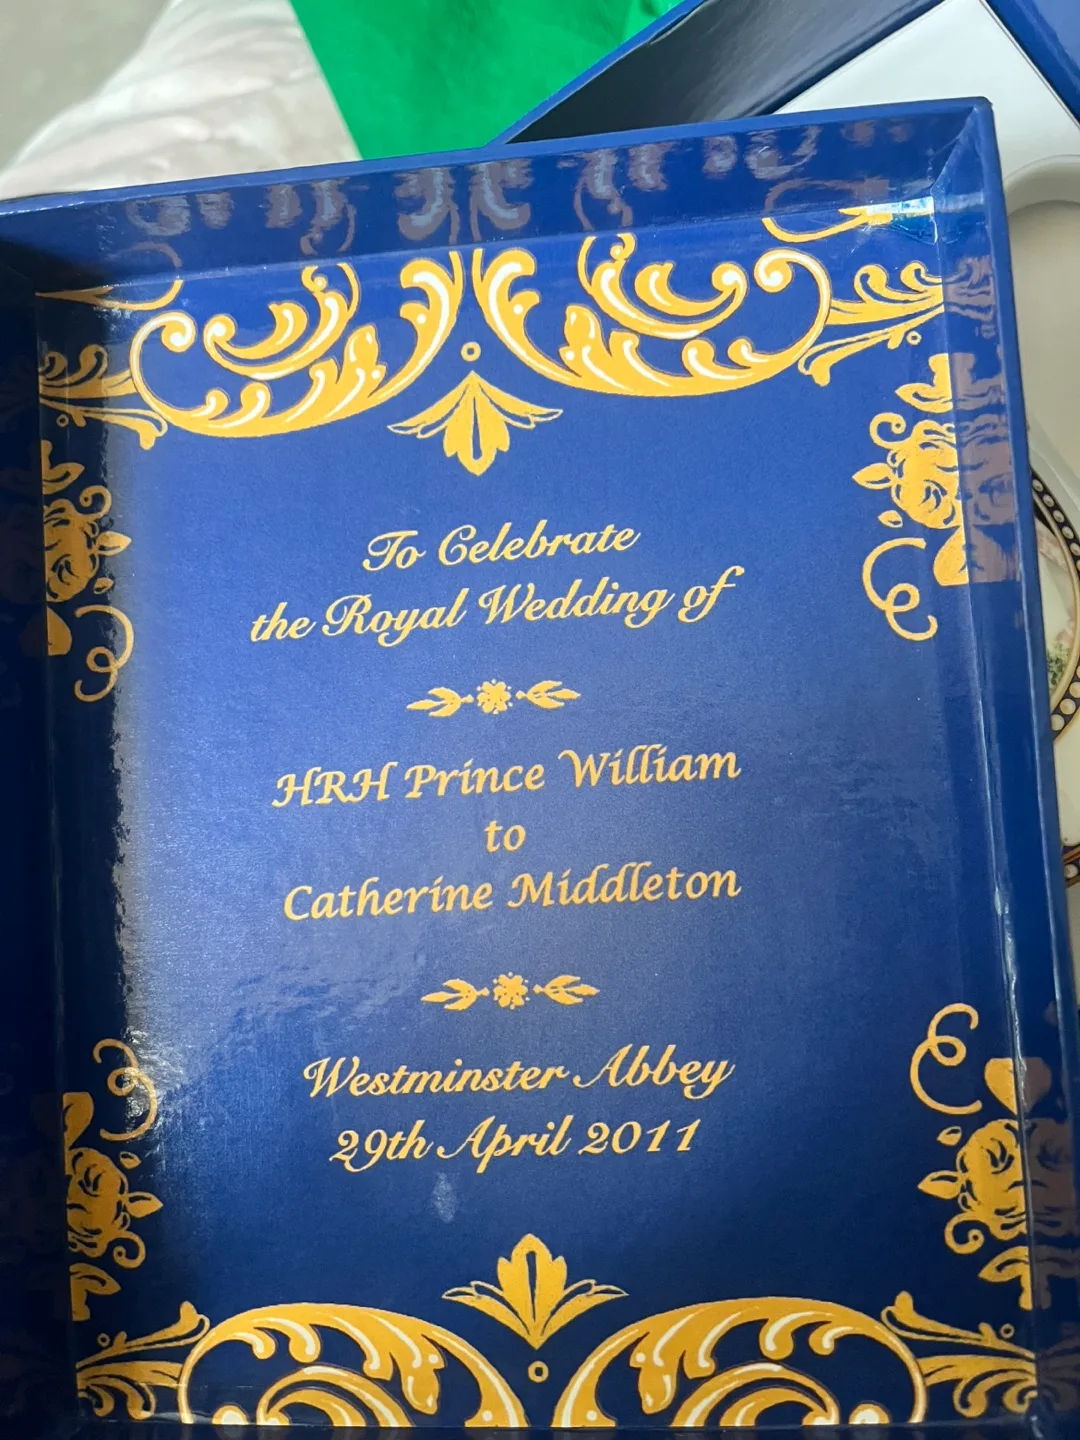 To Celebrate
the Royal Wedding of
HRH Prince William
to
Catherine Middleton
Westminster Abbey
29th April 2011